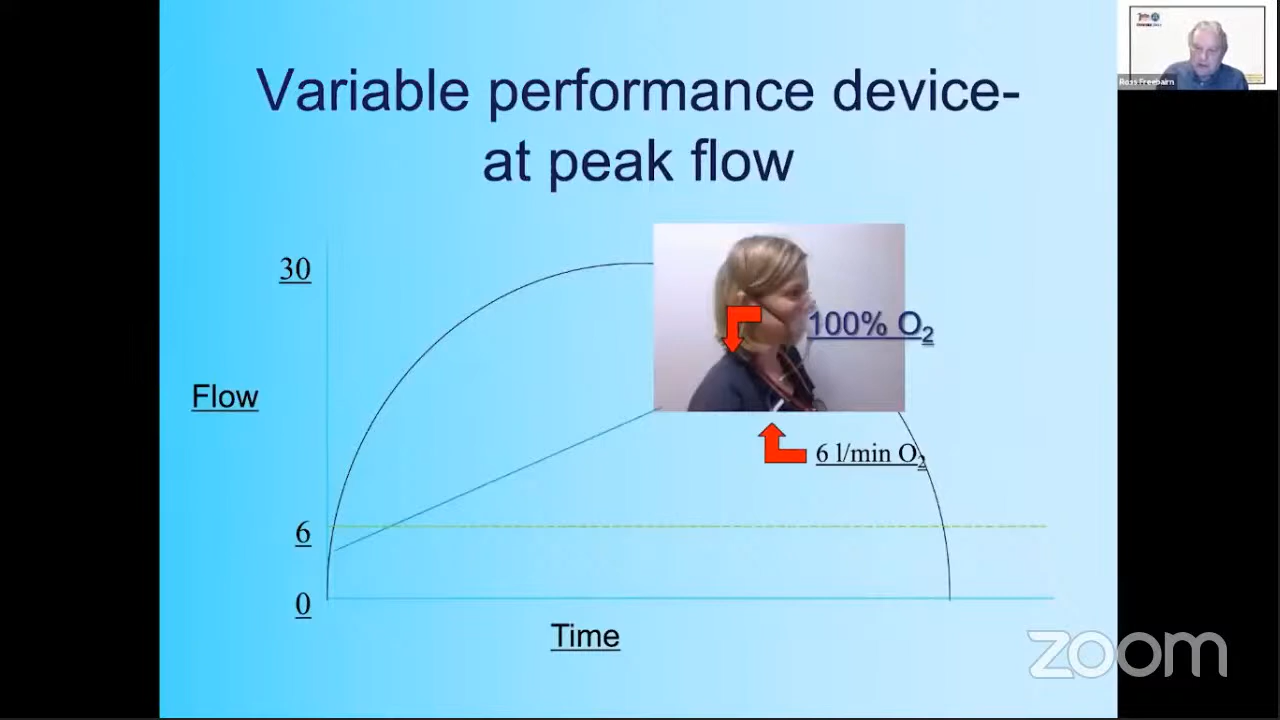 Variable performance device-
at peak flow
Ross Freebairn
30
100% O2
Flow
6 l/min O2
6
0
Time
zoom